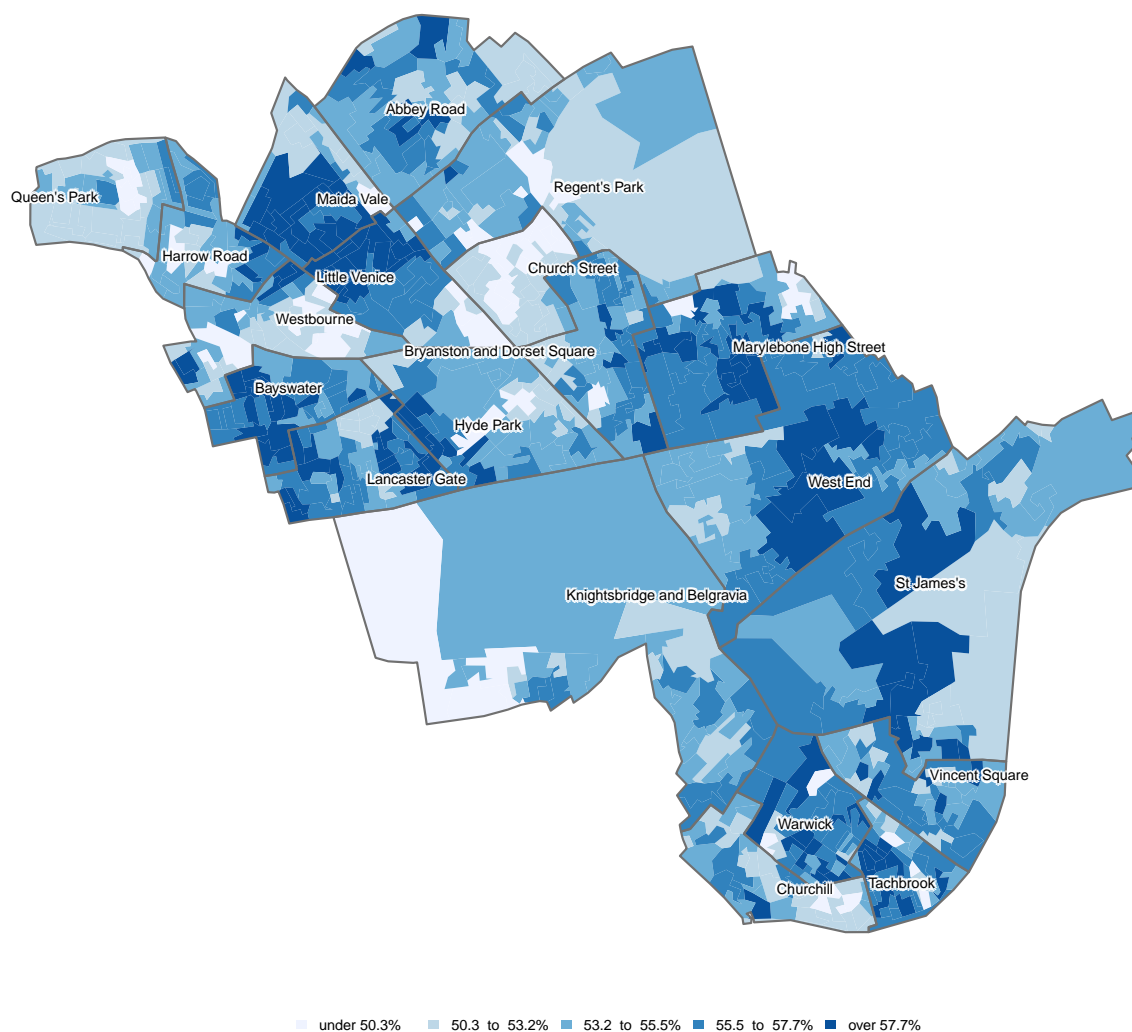 Abbey Road
Regent's Park
Queen's Park
Maida Vale
Harrow Road
Church Street
Little Venice
Westbourne
Marylebone High Street
Bryanston and Dorset Square
Bayswater
Hyde Park
Lancaster Gate
West End
St James's
Knightsbridge and Belgravia
Vincent Square
Warwick
Tachbrook
Churchill
under 50.3% 50.3 to 53.2% 53.2 to 55.5% 55.5 to 57.7% over 57.7%